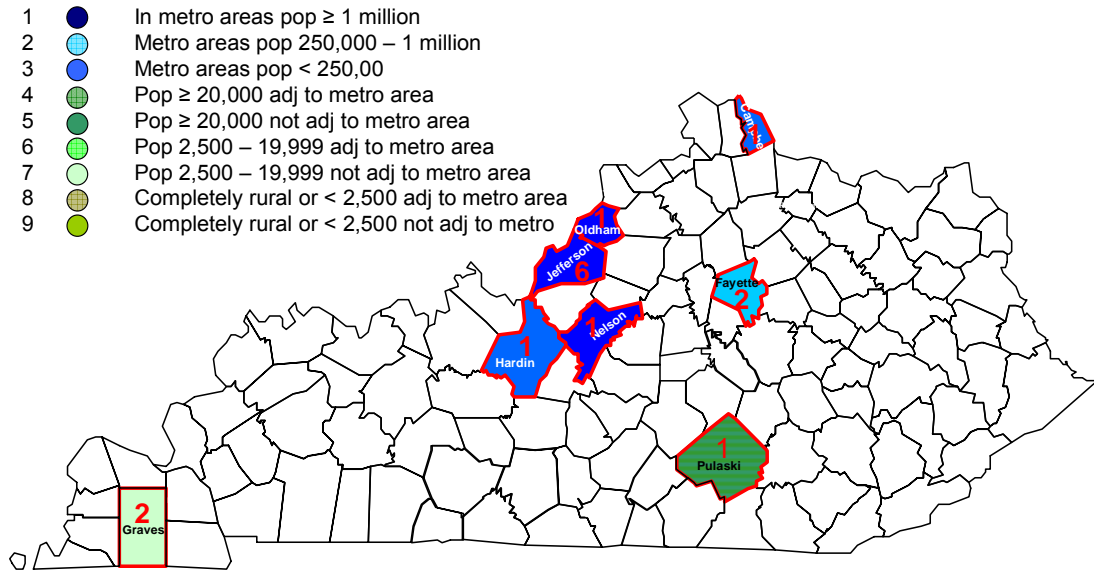 1 In metro areas pop ≥ 1 million
2 Metro areas pop 250,000 – 1 million
3 Metro areas pop < 250,00
4 Pop ≥ 20,000 adj to metro area
5 Pop ≥ 20,000 not adj to metro area
6 Pop 2,500 – 19,999 adj to metro area
7 Pop 2,500 – 19,999 not adj to metro area
8 Completely rural or < 2,500 adj to metro area
9 Completely rural or < 2,500 not adj to metro
1
Oldham
Jefferson
6
Fayette
2
1
Nelson
1
Hardin
1
Pulaski
2
Graves